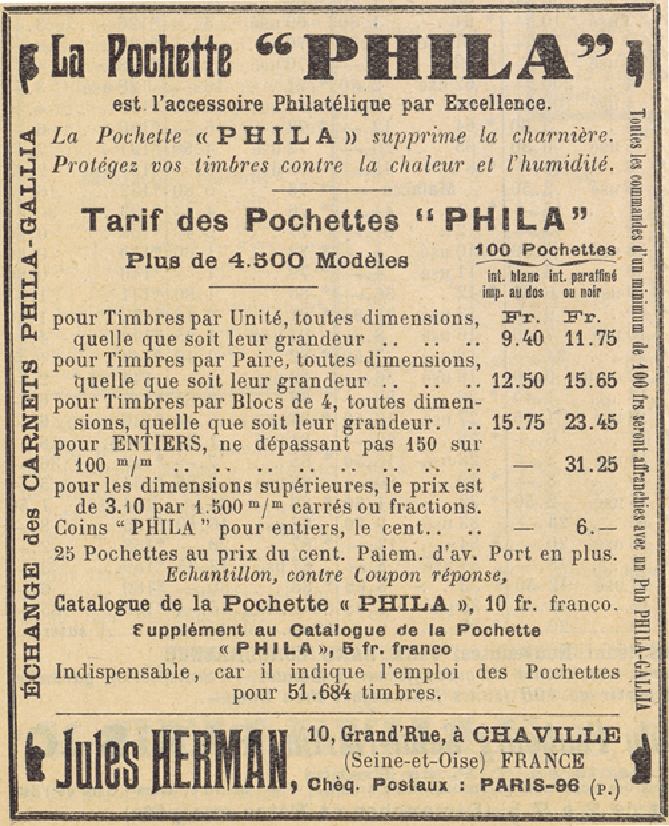 La Pochette “PHILA”
est l'accessoire Philatélique par Excellence.
La Pochette « PHILA » supprime la charnière.
Protégez vos timbres contre la chaleur et l'humidité.
Tarif des Pochettes “PHILA”
Plus de 4.500 Modèles
100 Pochettes
int. blanc int. paraffiné
imp. au dos ou noir
Fr. Fr.
pour Timbres par Unité, toutes dimensions,
quelle que soit leur grandeur .. .. .. 9.40 11.75
pour Timbres par Paire, toutes dimensions,
quelle que soit leur grandeur .. .. .. 12.50 15.65
pour Timbres par Blocs de 4, toutes dimen-
sions, quelle que soit leur grandeur. .. 15.75 23.45
pour ENTIERS, ne dépassant pas 150 sur
100 m/m .. .. .. .. .. .. .. .. — 31.25
pour les dimensions supérieures, le prix est
de 3.10 par 1.500 m/m carrés ou fractions.
Coins “PHILA” pour entiers, le cent.. .. — 6.—
25 Pochettes au prix du cent. Paiem. d'av. Port en plus.
Echantillon, contre Coupon réponse,
Catalogue de la Pochette « PHILA », 10 fr. franco.
Supplément au Catalogue de la Pochette
« PHILA », 5 fr. franco
Indispensable, car il indique l'emploi des Pochettes
pour 51.684 timbres.
Jules HERMAN,
10, Grand'Rue, à CHAVILLE
(Seine-et-Oise) FRANCE
Chèq. Postaux : PARIS-96 (P.)
ÉCHANGE des CARNETS PHILA-GALLIA
Toutes les commandes d'un minimum de 100 frs seront affranchies avec un Pub PHILA-GALLIA